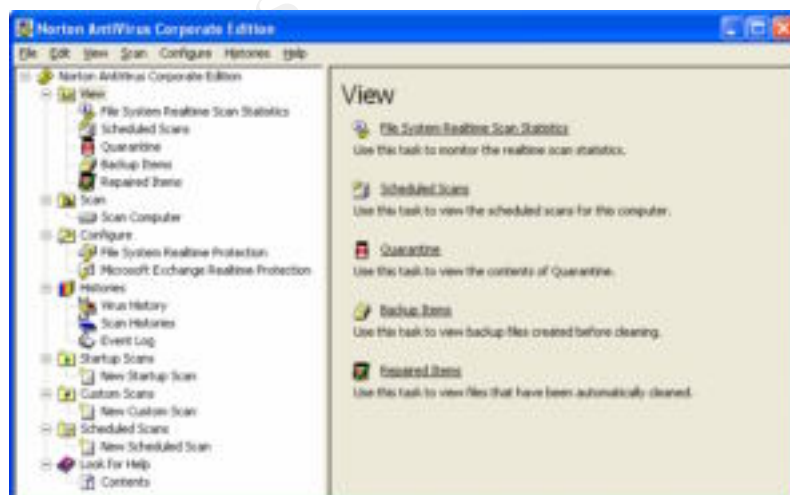 Norton AntiVirus Corporate Edition
File Edit View Scan Configure Histories Help
Norton AntiVirus Corporate Edition
View
File System Realtime Scan Statistics
Scheduled Scans
Quarantine
Backup Items
Repaired Items
Scan
Scan Computer
Configure
File System Realtime Protection
Microsoft Exchange Realtime Protection
Histories
Virus History
Scan Histories
Event Log
Startup Scans
New Startup Scan
Custom Scans
New Custom Scan
Scheduled Scans
New Scheduled Scan
Look for Help
Contents
View
File System Realtime Scan Statistics
Use this task to monitor the realtime scan statistics.
Scheduled Scans
Use this task to view the scheduled scans for this computer.
Quarantine
Use this task to view the contents of Quarantine.
Backup Items
Use this task to view backup files created before cleaning.
Repaired Items
Use this task to view files that have been automatically cleaned.